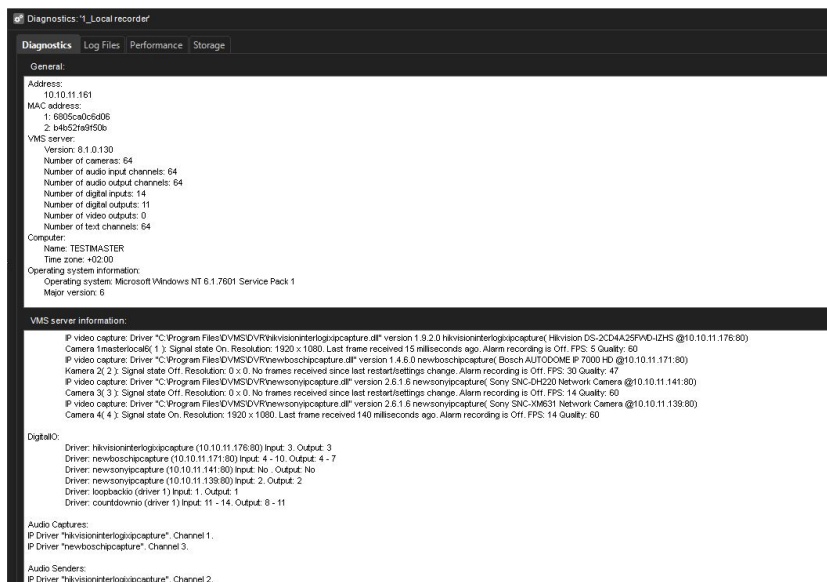 Diagnostics: '1_Local recorder'
Diagnostics Log Files Performance Storage
General:
Address:
10.10.11.161
MAC address:
1: 6805ca0c6d06
2: b4b52fa9f50b
VMS server:
Version: 8.1.0.130
Number of cameras: 64
Number of audio input channels: 64
Number of audio output channels: 64
Number of digital inputs: 14
Number of digital outputs: 11
Number of video outputs: 0
Number of text channels: 64
Computer:
Name: TESTIMASTER
Time zone: +02:00
Operating system information:
Operating system: Microsoft Windows NT 6.1.7601 Service Pack 1
Major version: 6
VMS server information:
IP video capture: Driver "C:\Program Files\DVMS\DVR\hikvisioninterlogixipcapture.dll" version 1.9.2.0 hikvisioninterlogixipcapture( Hikvision DS-2CD4A25FWD-IZHS @10.10.11.176:80)
Camera 1masterlocal6( 1 ): Signal state On. Resolution: 1920 x 1080. Last frame received 15 milliseconds ago. Alarm recording is Off. FPS: 5 Quality: 60
IP video capture: Driver "C:\Program Files\DVMS\DVR\newboschipcapture.dll" version 1.4.6.0 newboschipcapture( Bosch AUTODOME IP 7000 HD @10.10.11.171:80)
Kamera 2( 2 ): Signal state Off. Resolution: 0 x 0. No frames received since last restart/settings change. Alarm recording is Off. FPS: 30 Quality: 47
IP video capture: Driver "C:\Program Files\DVMS\DVR\newsonyipcapture.dll" version 2.6.1.6 newsonyipcapture( Sony SNC-DH220 Network Camera @10.10.11.141:80)
Camera 3( 3 ): Signal state Off. Resolution: 0 x 0. No frames received since last restart/settings change. Alarm recording is Off. FPS: 14 Quality: 60
IP video capture: Driver "C:\Program Files\DVMS\DVR\newsonyipcapture.dll" version 2.6.1.6 newsonyipcapture( Sony SNC-XM631 Network Camera @10.10.11.139:80)
Camera 4( 4 ): Signal state On. Resolution: 1920 x 1080. Last frame received 140 milliseconds ago. Alarm recording is Off. FPS: 14 Quality: 60
DigitalIO:
Driver: hikvisioninterlogixipcapture (10.10.11.176:80) Input: 3. Output: 3
Driver: newboschipcapture (10.10.11.171:80) Input: 4 - 10. Output: 4 - 7
Driver: newsonyipcapture (10.10.11.141:80) Input: No . Output: No
Driver: newsonyipcapture (10.10.11.139:80) Input: 2. Output: 2
Driver: loopbackio (driver 1) Input: 1. Output: 1
Driver: countdownio (driver 1) Input: 11 - 14. Output: 8 - 11
Audio Captures:
IP Driver "hikvisioninterlogixipcapture". Channel 1.
IP Driver "newboschipcapture". Channel 3.
Audio Senders:
IP Driver "hikvisioninterlogixipcapture". Channel 2.